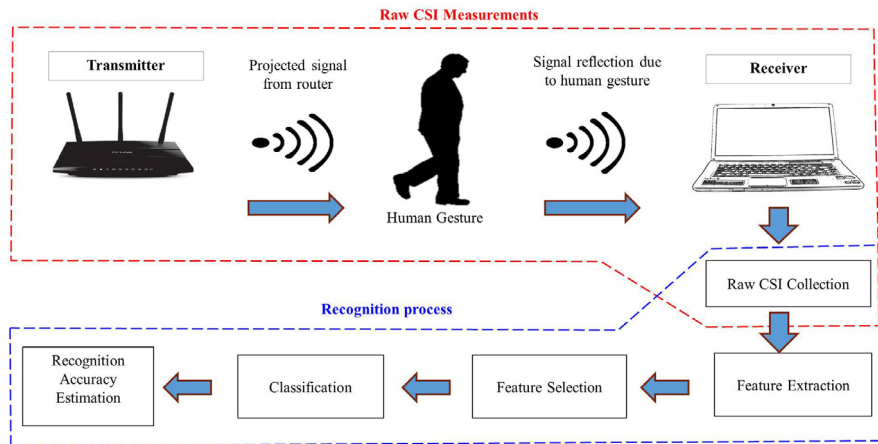 Raw CSI Measurements
Transmitter
Projected signal
from router
Signal reflection due
to human gesture
Receiver
Human Gesture
Raw CSI Collection
Recognition process
Recognition
Accuracy
Estimation
Classification
Feature Selection
Feature Extraction